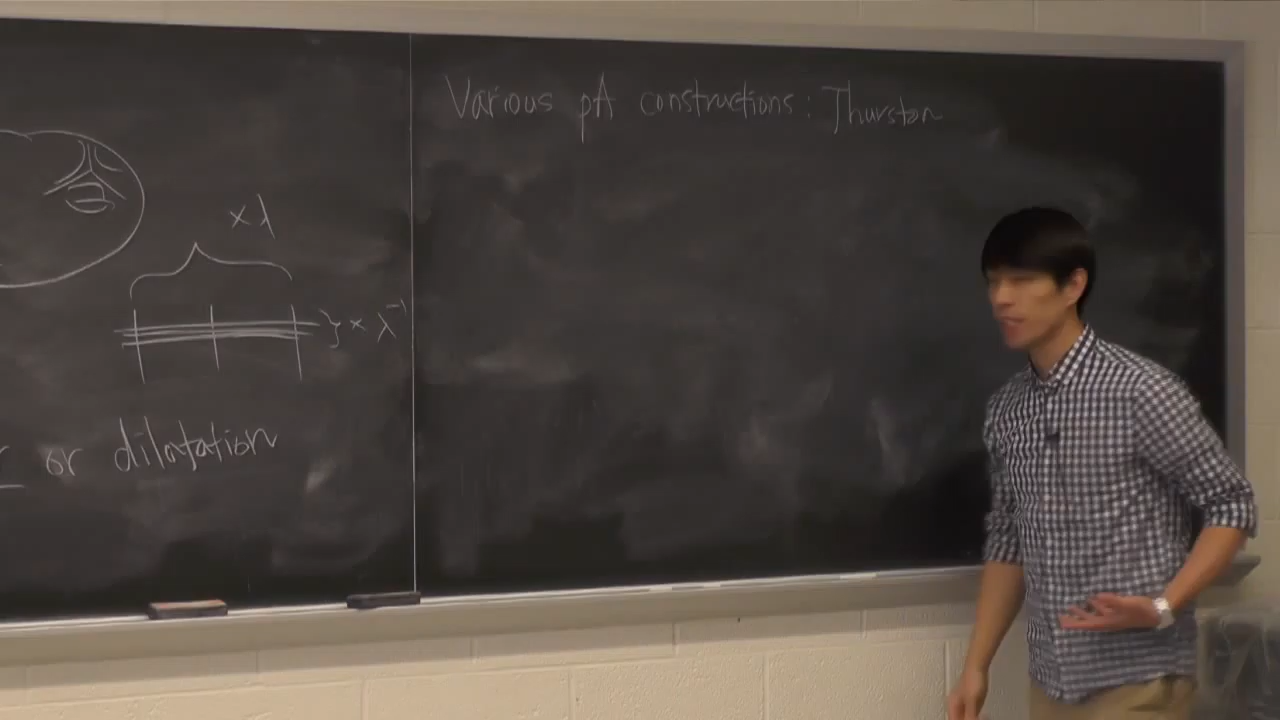 ×λ
} × λ⁻¹
or dilatation
Various pA constructions: Thurston